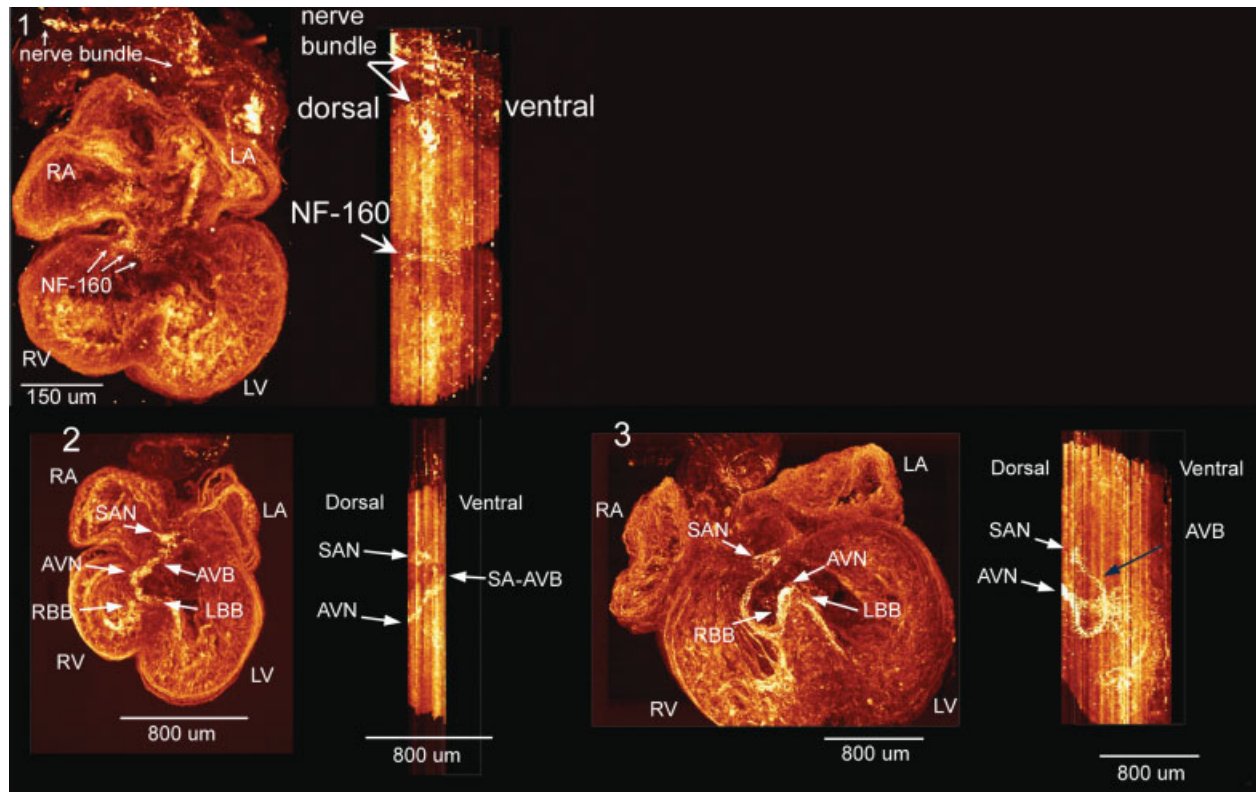 1
nerve bundle
RA
LA
NF-160
RV
LV
150 um
nerve
bundle
dorsal
ventral
NF-160
2
RA
LA
SAN
AVN
AVB
RBB
LBB
RV
LV
800 um
Dorsal
Ventral
SAN
SA-AVB
AVN
800 um
3
LA
RA
SAN
AVN
RBB
LBB
RV
LV
800 um
Dorsal
Ventral
SAN
AVB
AVN
800 um